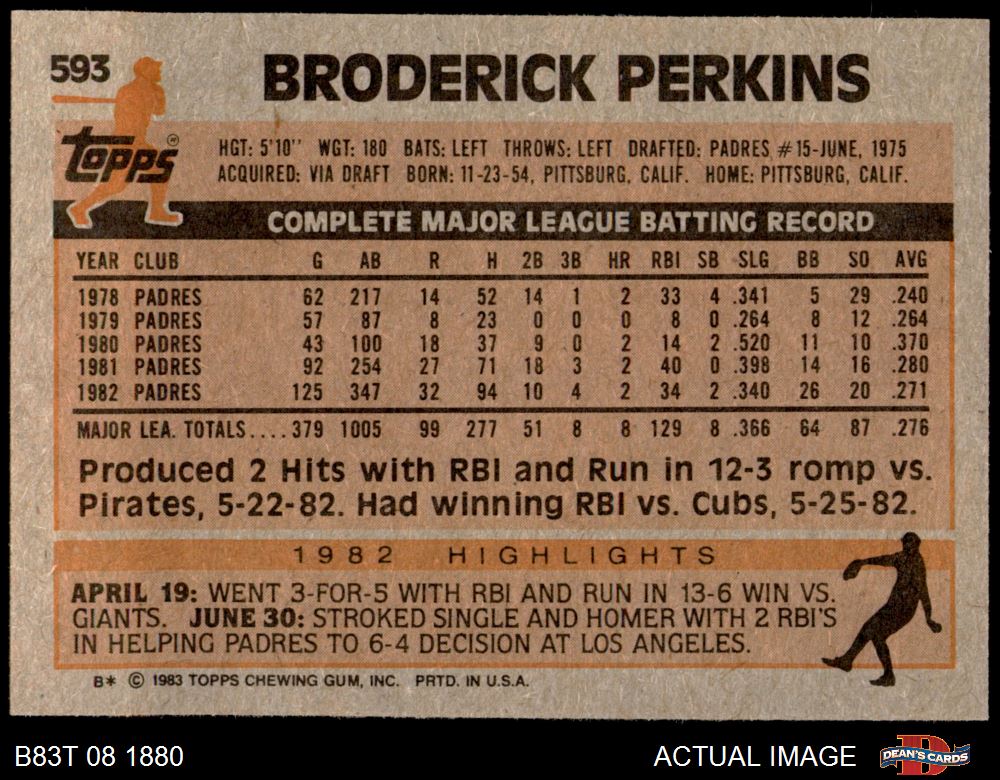 593 BRODERICK PERKINS
Topps
HGT: 5'10" WGT: 180 BATS: LEFT THROWS: LEFT DRAFTED: PADRES #15-JUNE, 1975
ACQUIRED: VIA DRAFT BORN: 11-23-54, PITTSBURG, CALIF. HOME: PITTSBURG, CALIF.
COMPLETE MAJOR LEAGUE BATTING RECORD
YEAR CLUB G AB R H 2B 3B HR RBI SB SLG BB SO AVG
1978 PADRES 62 217 14 52 14 1 2 33 4 .341 5 29 .240
1979 PADRES 57 87 8 23 0 0 0 8 0 .264 8 12 .264
1980 PADRES 43 100 18 37 9 0 2 14 2 .520 11 10 .370
1981 PADRES 92 254 27 71 18 3 2 40 0 .398 14 16 .280
1982 PADRES 125 347 32 94 10 4 2 34 2 .340 26 20 .271
MAJOR LEA. TOTALS....379 1005 99 277 51 8 8 129 8 .366 64 87 .276
Produced 2 Hits with RBI and Run in 12-3 romp vs.
Pirates, 5-22-82. Had winning RBI vs. Cubs, 5-25-82.
1982 HIGHLIGHTS
APRIL 19: WENT 3-FOR-5 WITH RBI AND RUN IN 13-6 WIN VS.
GIANTS. JUNE 30: STROKED SINGLE AND HOMER WITH 2 RBI'S
IN HELPING PADRES TO 6-4 DECISION AT LOS ANGELES.
B* © 1983 TOPPS CHEWING GUM, INC. PRTD. IN U.S.A.
B83T 08 1880 ACTUAL IMAGE DEAN'S CARDS